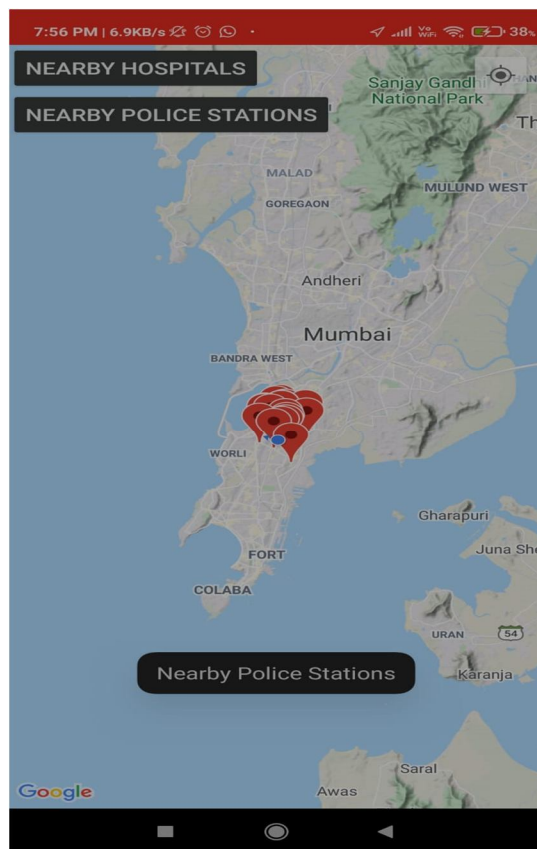 7:56 PM | 6.9KB/s
Vo WiFi
38%
NEARBY HOSPITALS
NEARBY POLICE STATIONS
Sanjay Gandhi
National Park
MALAD
MULUND WEST
GOREGAON
Andheri
Mumbai
BANDRA WEST
WORLI
Gharapuri
FORT
Juna She
COLABA
URAN
54
Nearby Police Stations
Karanja
Saral
Google
Awas